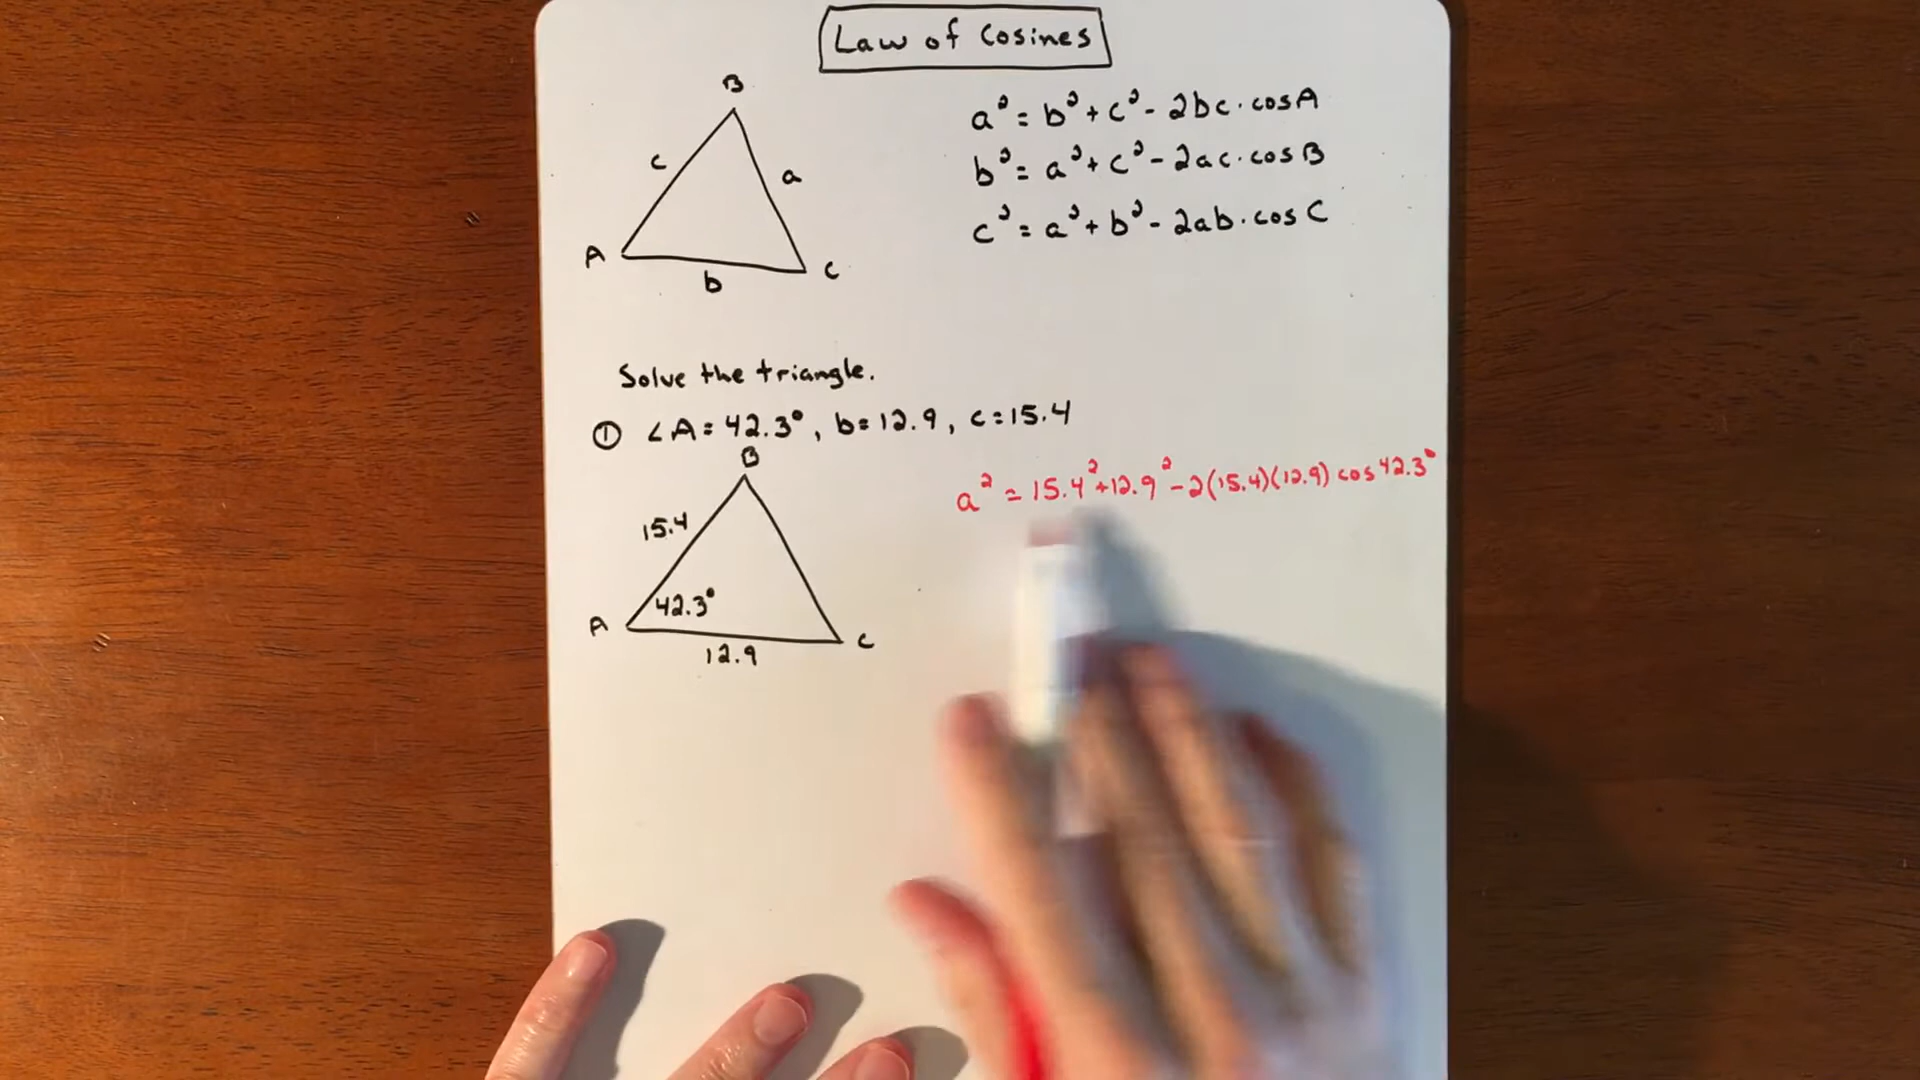 Law of Cosines
B
c
a
A
b
C
a² = b² + c² - 2bc · cosA
b² = a² + c² - 2ac · cosB
c² = a² + b² - 2ab · cos C
Solve the triangle.
① ∠A = 42.3°, b = 12.9, c = 15.4
B
15.4
42.3°
A
12.9
C
a² = 15.4² + 12.9² - 2(15.4)(12.9) cos 42.3°